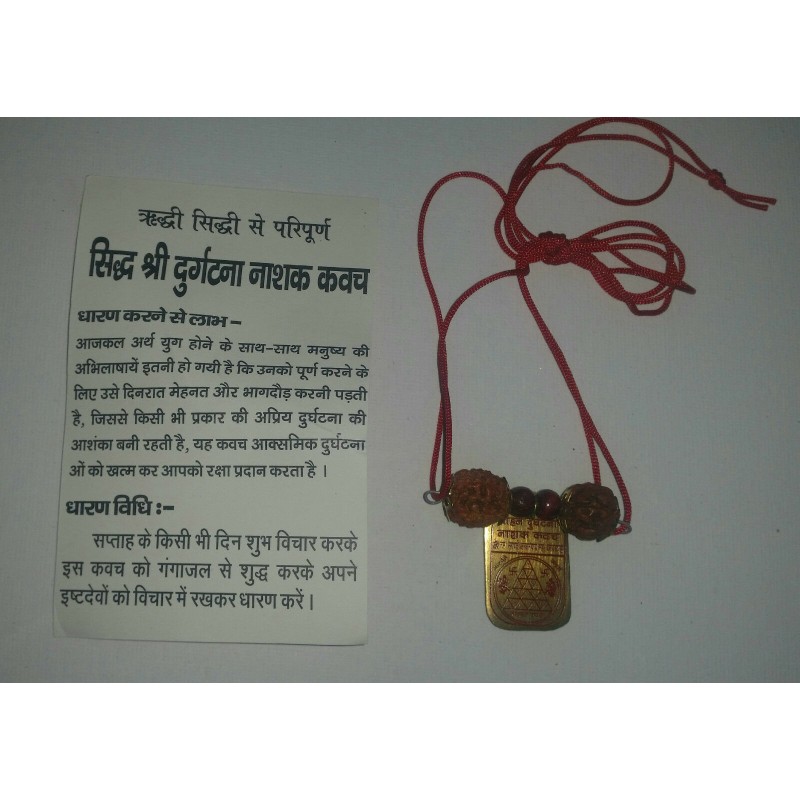 ऋद्धी सिद्धी से परिपूर्ण
सिद्ध श्री दुर्गटना नाशक कवच
धारण करने से लाभ –
आजकल अर्थ युग होने के साथ-साथ मनुष्य की
अभिलाषायें इतनी हो गयी है कि उनको पूर्ण करने के
लिए उसे दिनरात मेहनत और भागदौड़ करनी पड़ती
है, जिससे किसी भी प्रकार की अप्रिय दुर्घटना की
आशंका बनी रहती है, यह कवच आक्समिक दुर्घटना
ओं को खत्म कर आपको रक्षा प्रदान करता है ।
धारण विधि :-
सप्ताह के किसी भी दिन शुभ विचार करके
इस कवच को गंगाजल से शुद्ध करके अपने
इष्टदेवों को विचार में रखकर धारण करें ।
नाशक कवच